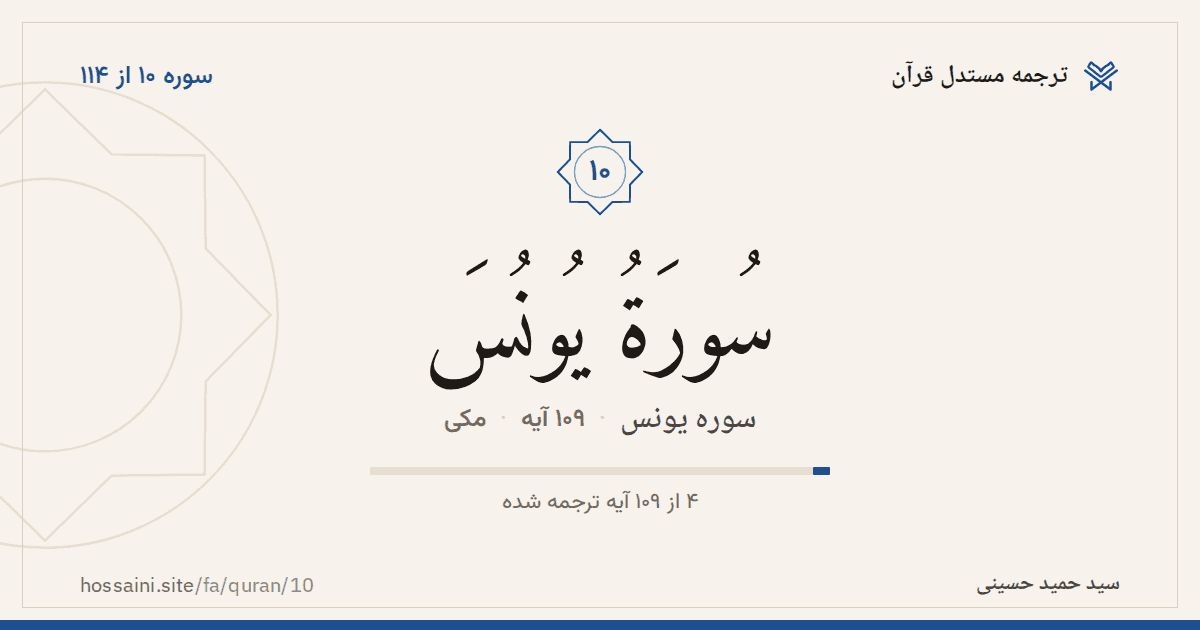 ترجمه مستدل قرآن
سوره ۱۰ از ۱۱۴
۱۰
سُورَةُ يُونُسَ
سوره یونس · ۱۰۹ آیه · مکی
۴ از ۱۰۹ آیه ترجمه شده
سید حمید حسینی
hossaini.site/fa/quran/10